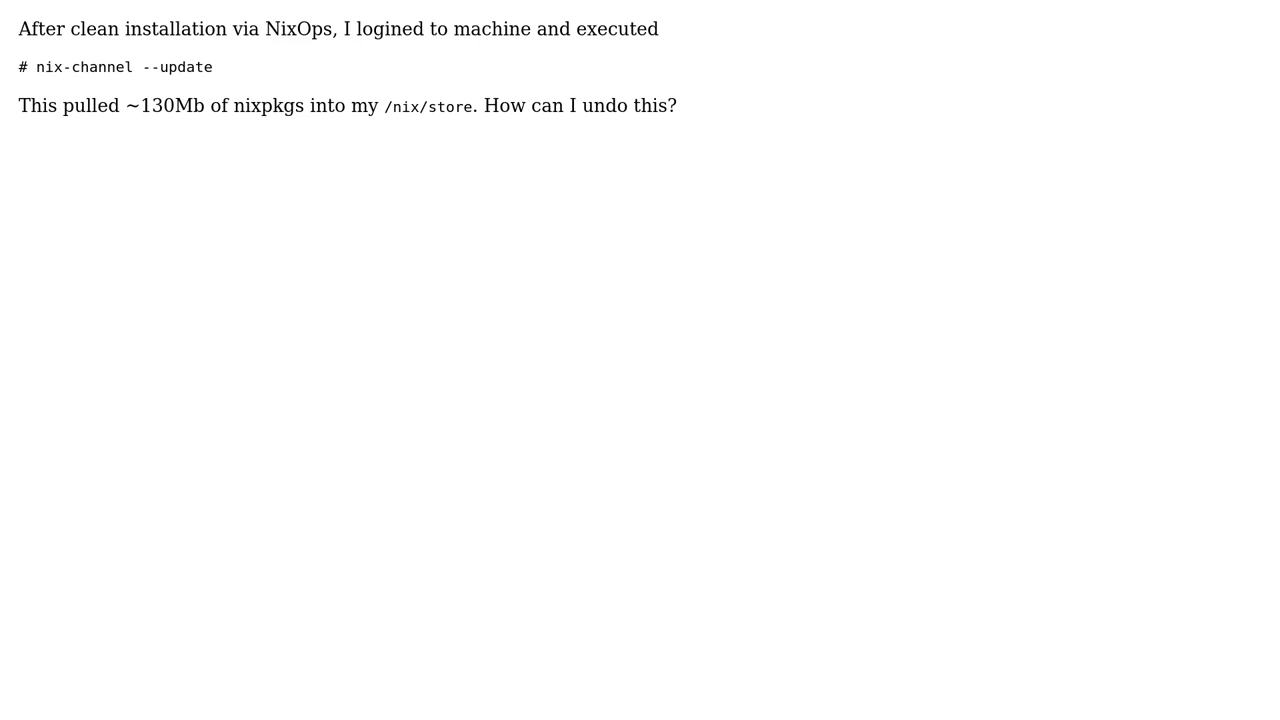 After clean installation via NixOps, I logined to machine and executed
# nix-channel --update
This pulled ~130Mb of nixpkgs into my /nix/store. How can I undo this?